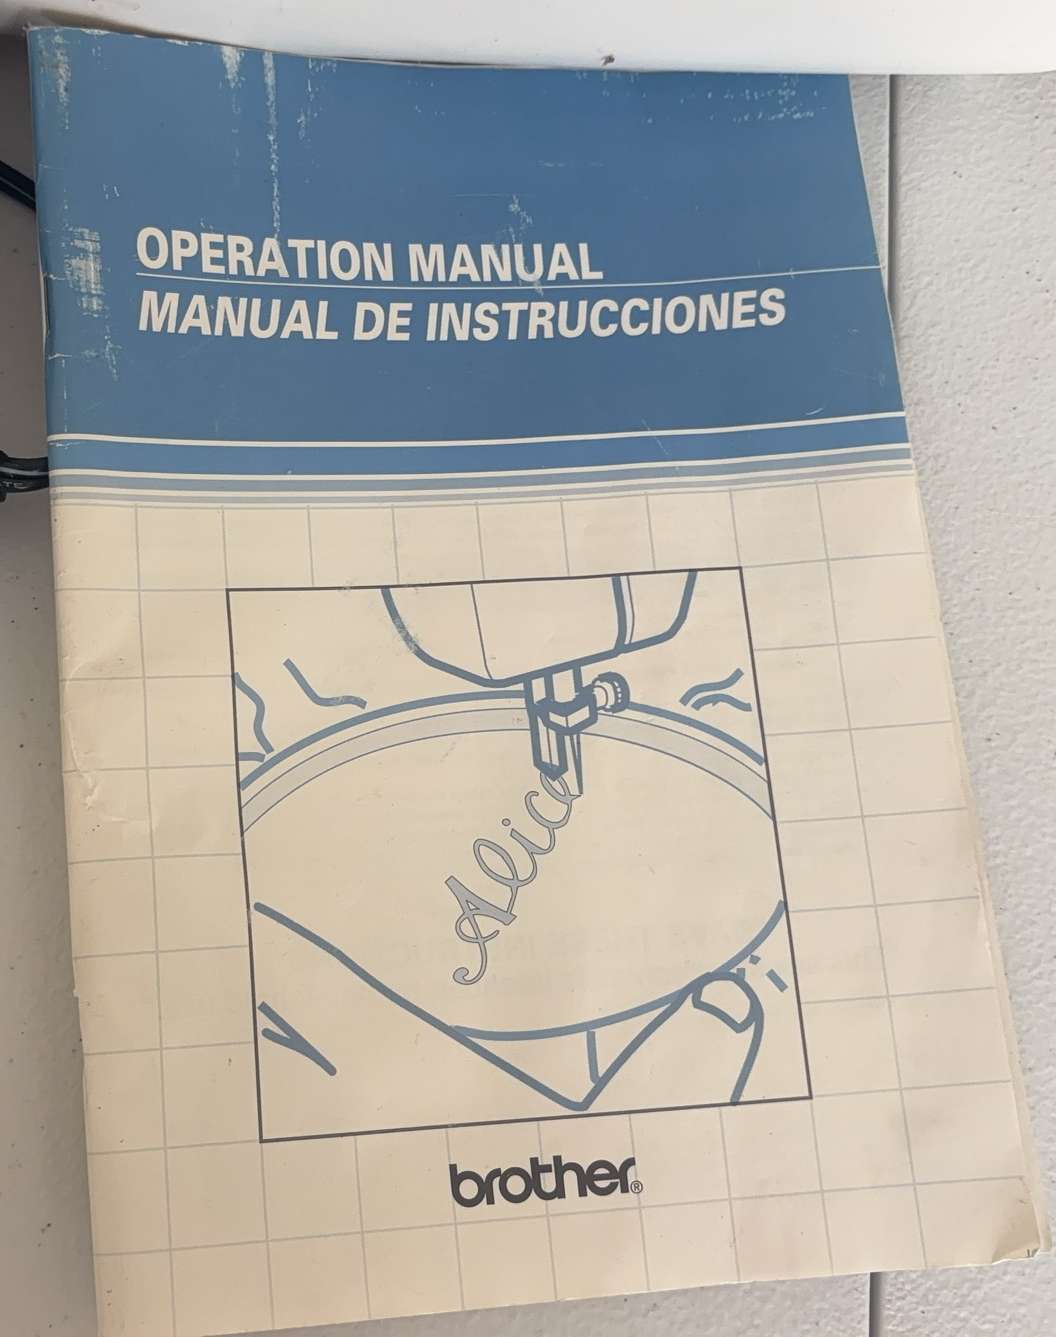 OPERATION MANUAL
MANUAL DE INSTRUCCIONES
Alice
brother®